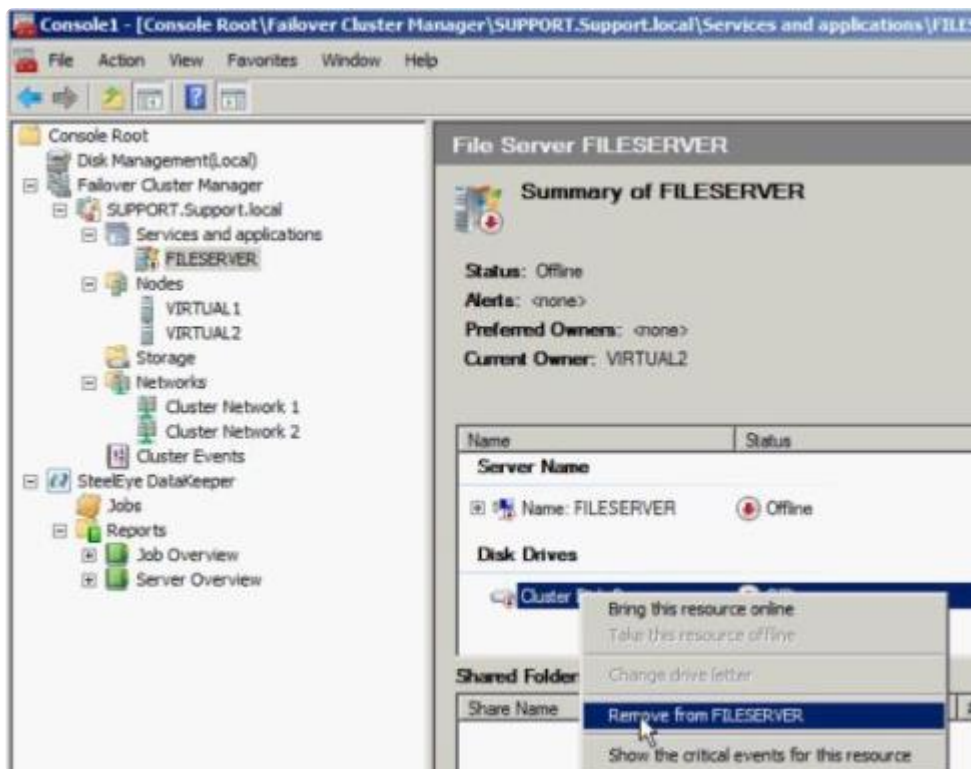 Console1 - [Console Root\Failover Cluster Manager\SUPPORT.Support.local\Services and applications\FILES
File Action View Favorites Window Help
Console Root
Disk Management(Local)
Failover Cluster Manager
SUPPORT.Support.local
Services and applications
FILESERVER
Nodes
VIRTUAL1
VIRTUAL2
Storage
Networks
Cluster Network 1
Cluster Network 2
Cluster Events
SteelEye DataKeeper
Jobs
Reports
Job Overview
Server Overview
File Server FILESERVER
Summary of FILESERVER
Status: Offline
Alerts: <none>
Preferred Owners: <none>
Current Owner: VIRTUAL2
Name Status
Server Name
Name: FILESERVER Offline
Disk Drives
Cluster
Bring this resource online
Take this resource offline
Change drive letter
Remove from FILESERVER
Show the critical events for this resource
Shared Folder
Share Name